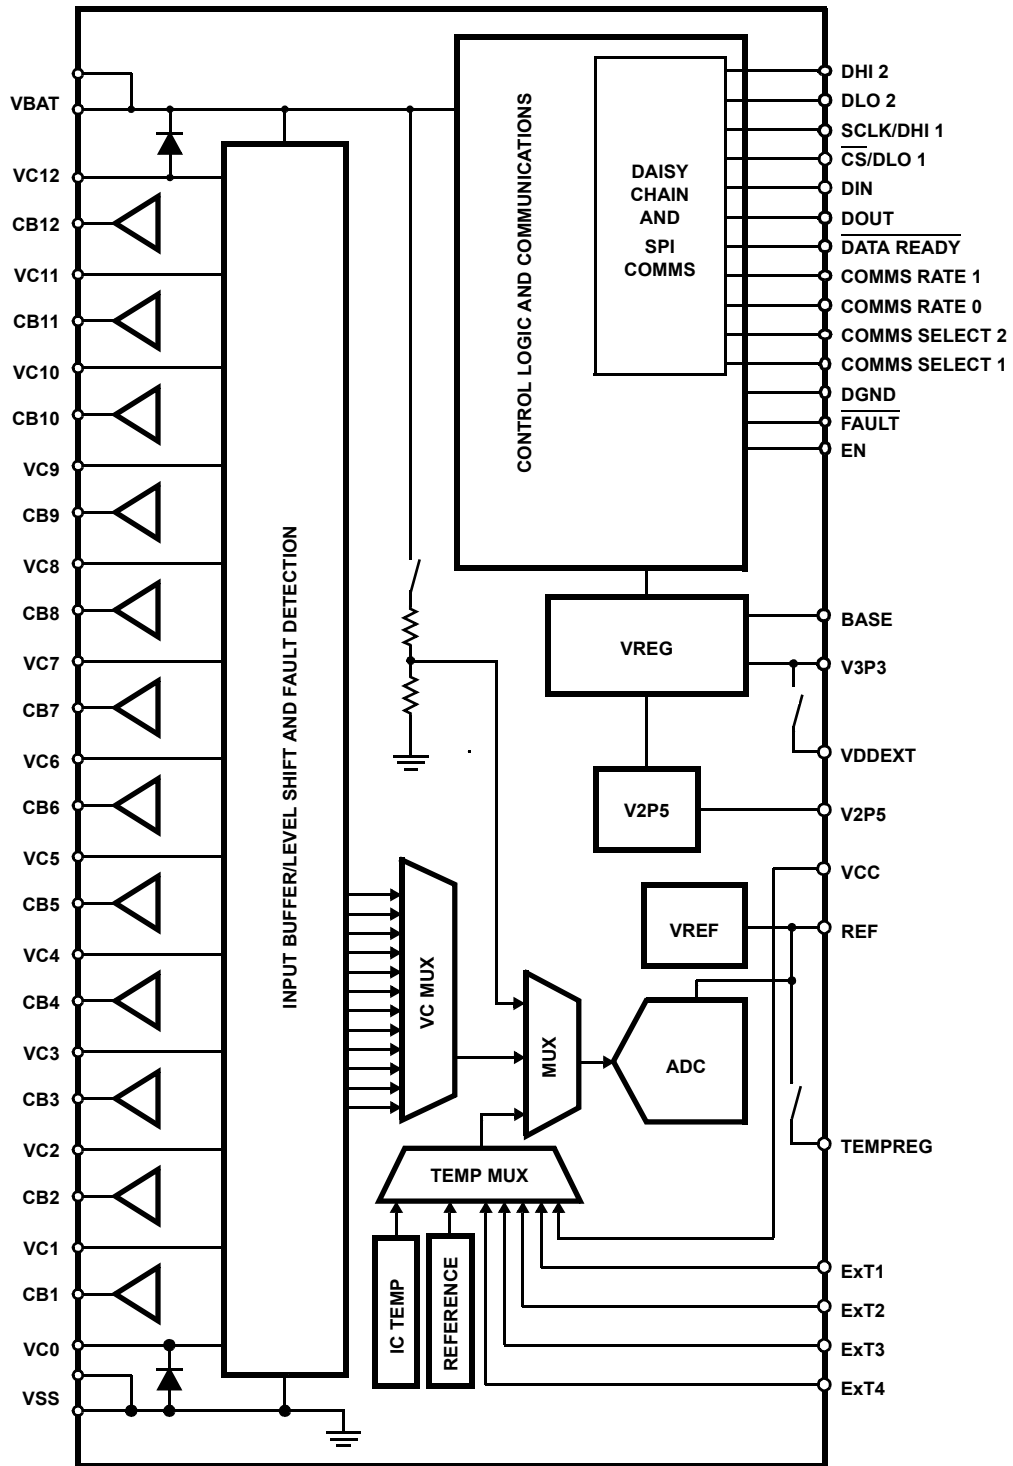 VBAT
VC12
CB12
VC11
CB11
VC10
CB10
VC9
CB9
VC8
CB8
VC7
CB7
VC6
CB6
VC5
CB5
VC4
CB4
VC3
CB3
VC2
CB2
VC1
CB1
VC0
VSS
INPUT BUFFER/LEVEL SHIFT AND FAULT DETECTION
CONTROL LOGIC AND COMMUNICATIONS
DAISY
CHAIN
AND
SPI
COMMS
VREG
V2P5
VREF
VC MUX
MUX
ADC
TEMP MUX
IC TEMP
REFERENCE
DHI 2
DLO 2
SCLK/DHI 1
CS/DLO 1
DIN
DOUT
DATA READY
COMMS RATE 1
COMMS RATE 0
COMMS SELECT 2
COMMS SELECT 1
DGND
FAULT
EN
BASE
V3P3
VDDEXT
V2P5
VCC
REF
TEMPREG
ExT1
ExT2
ExT3
ExT4